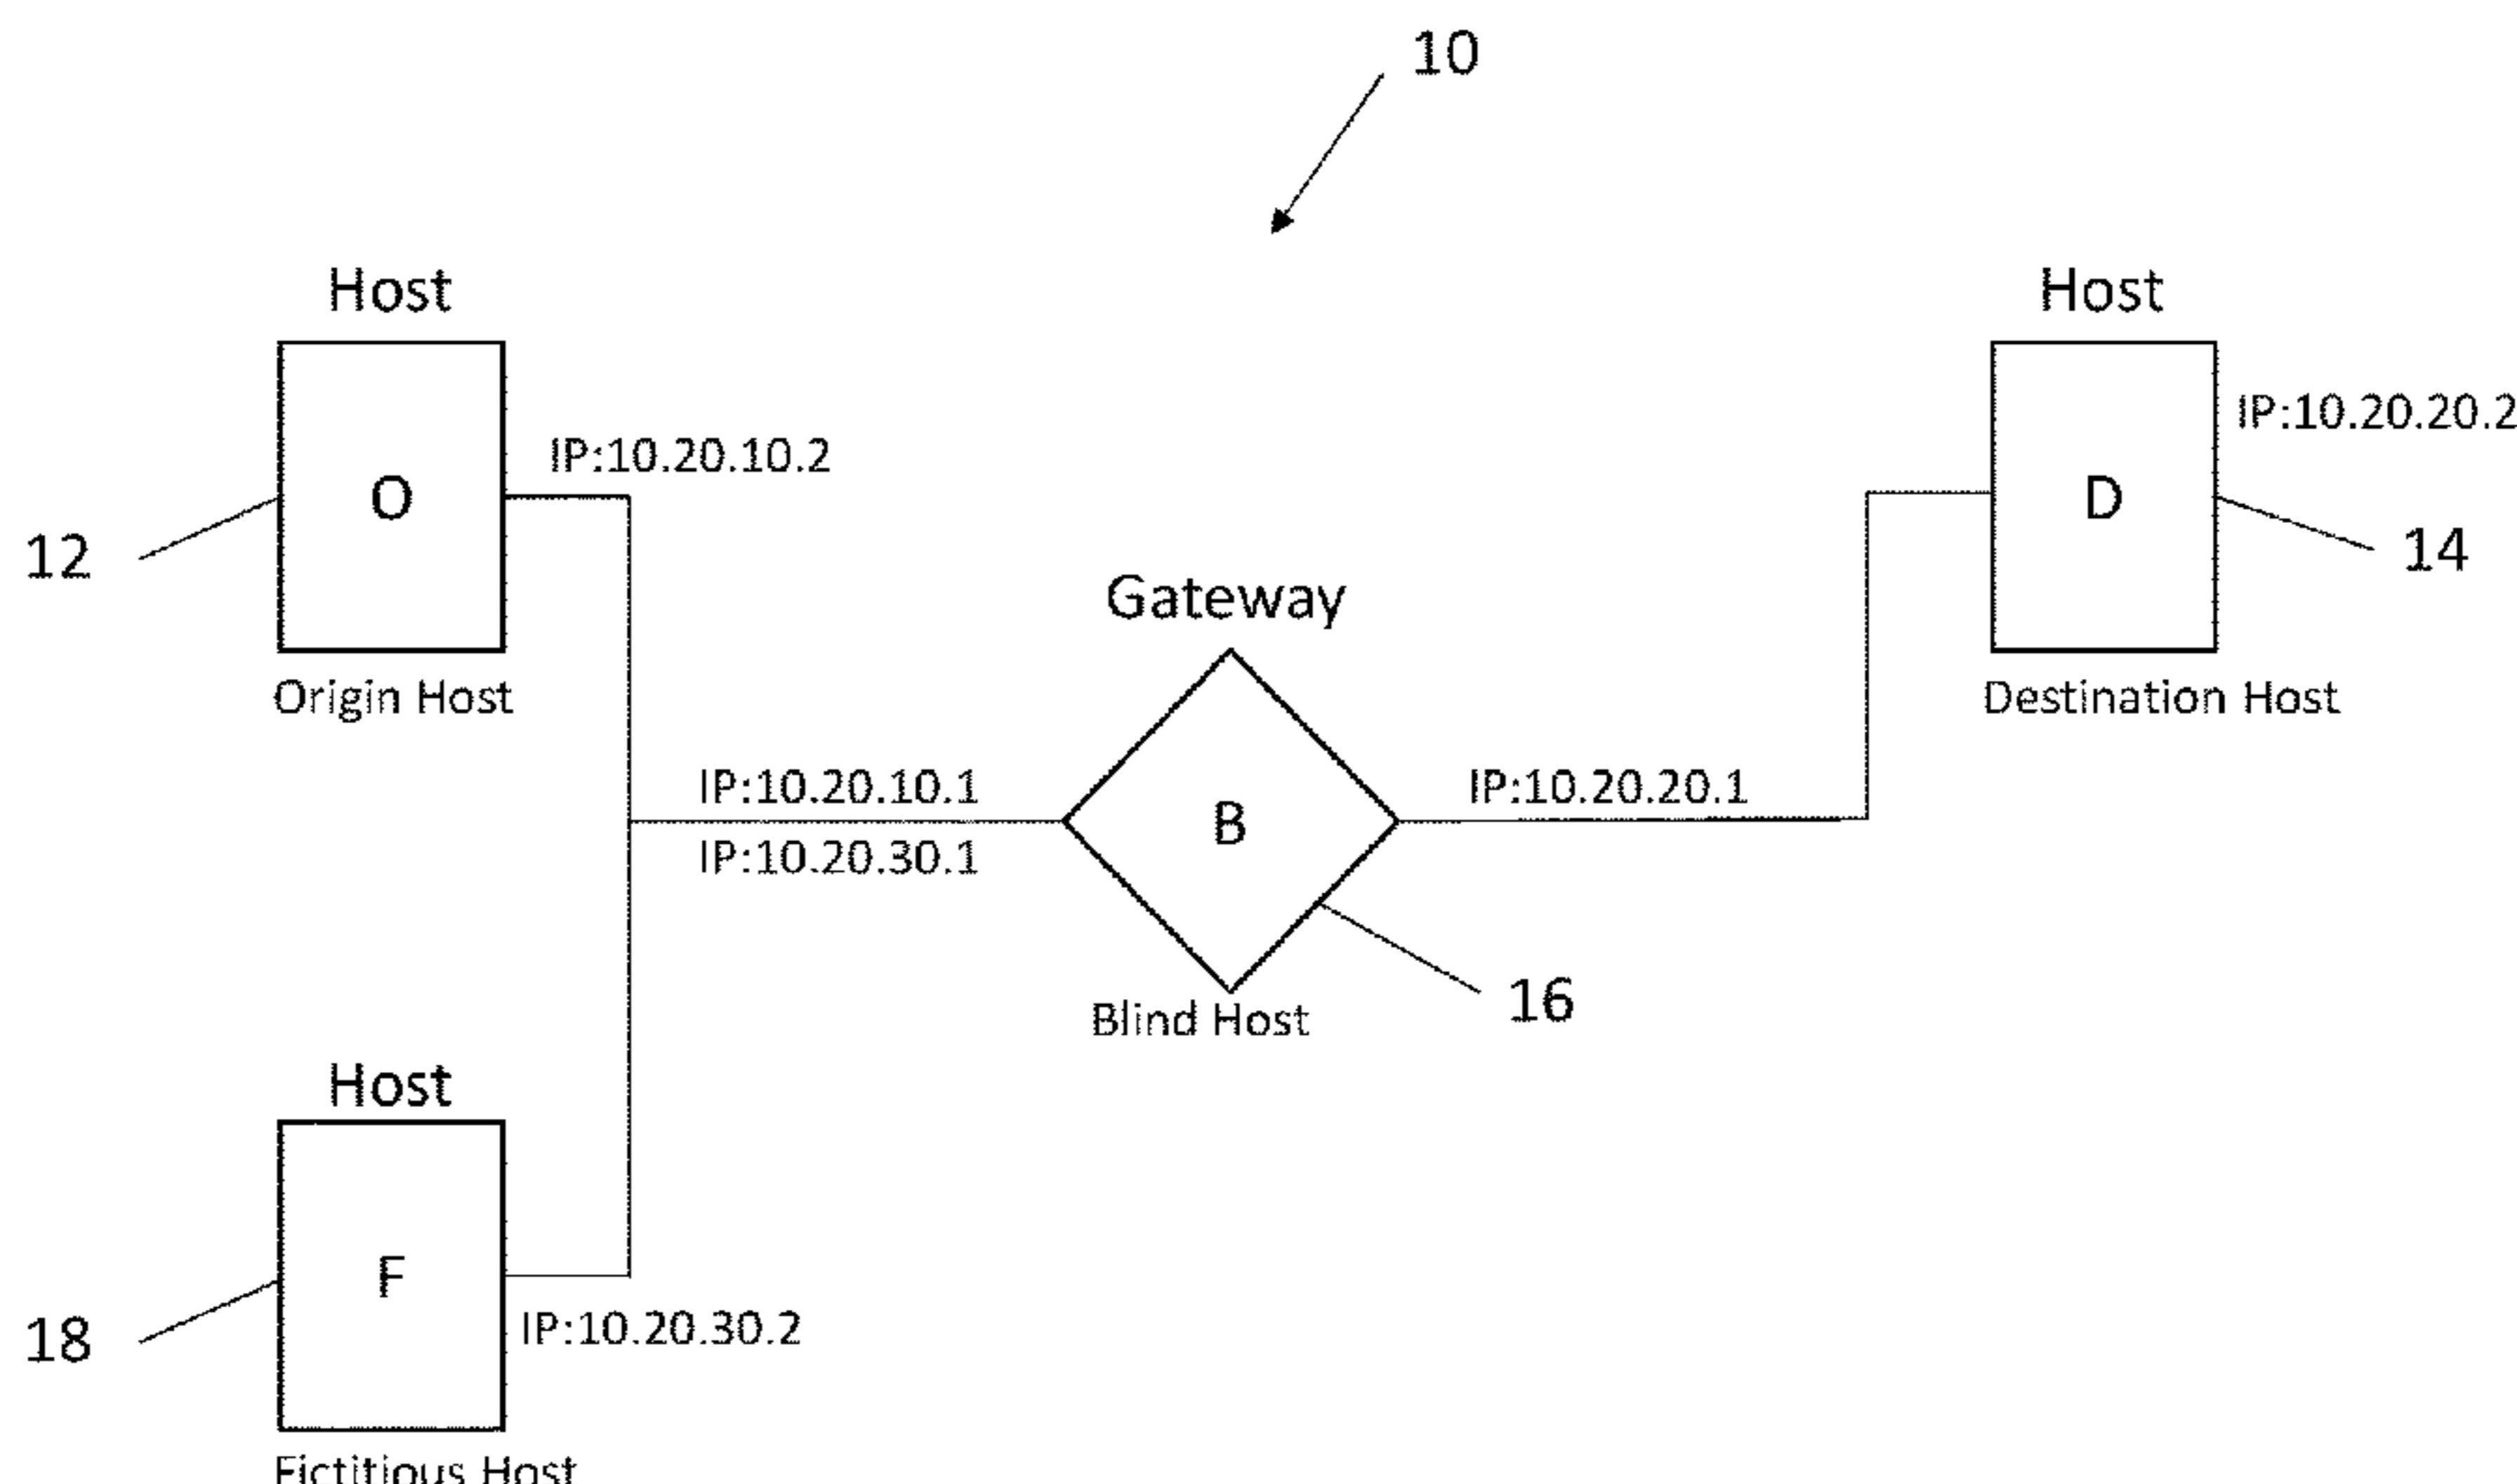 10
Host
Host
IP:10.20.20.2
IP:10.20.10.2
O
D
12
14
Gateway
Origin Host
Destination Host
IP:10.20.10.1
IP:10.20.20.1
B
IP:10.20.30.1
16
Blind Host
Host
F
18
IP:10.20.30.2
Fictitious Host